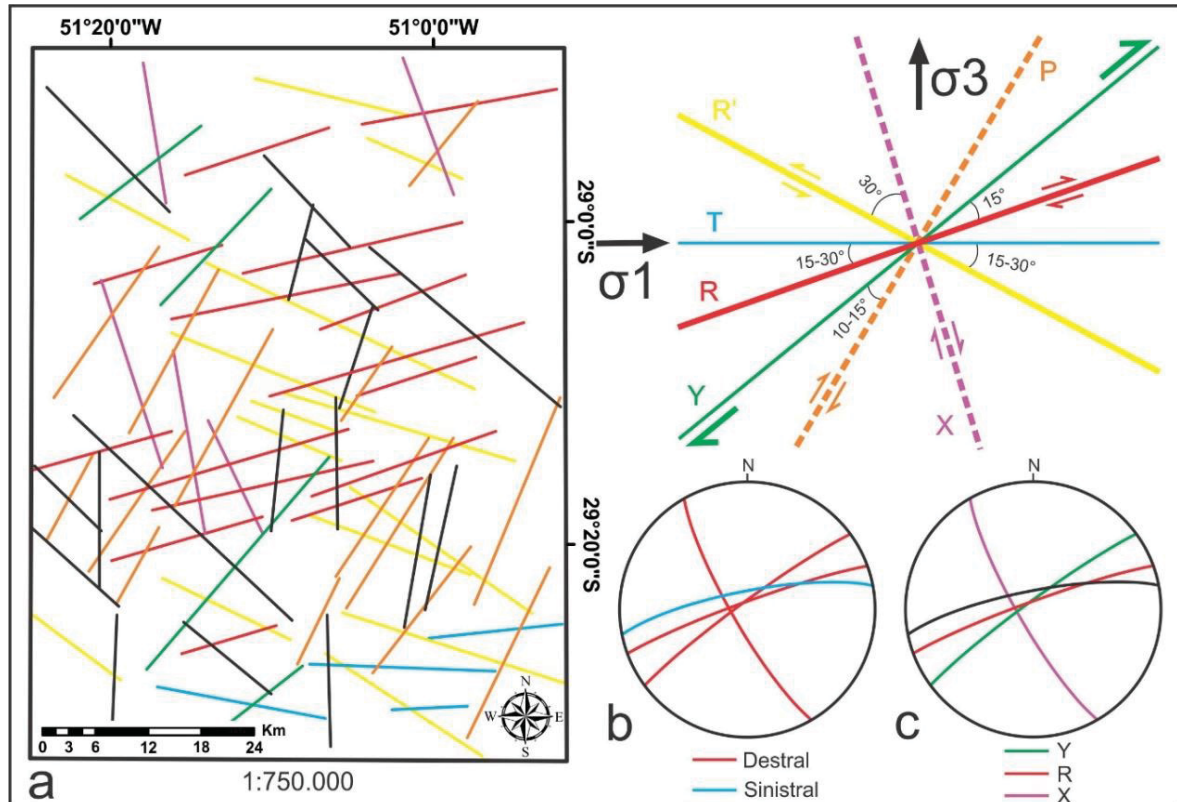 51°20'0"W
51°0'0"W
29°0'0"S
29°20'0"S
N
W
E
S
Km
0 3 6 12 18 24
a
1:750.000
σ3
P
R'
30°
15°
T
σ1
15-30°
15-30°
R
10-15°
Y
X
N
b
Destral
Sinistral
N
c
Y
R
X